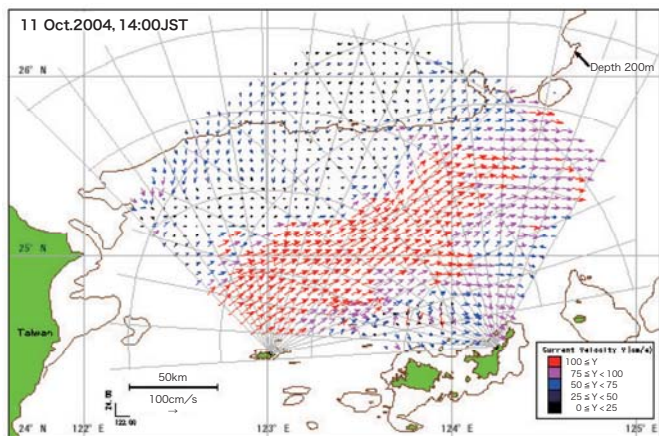 11 Oct.2004, 14:00JST
26° N
Depth 200m
25° N
Taiwan
50km
100cm/s
Current Velocity V(cm/s)
100≦V
75≦V<100
50≦V<75
25≦V<50
0≦V<25
24° N
122° E
123° E
124° E
125° E